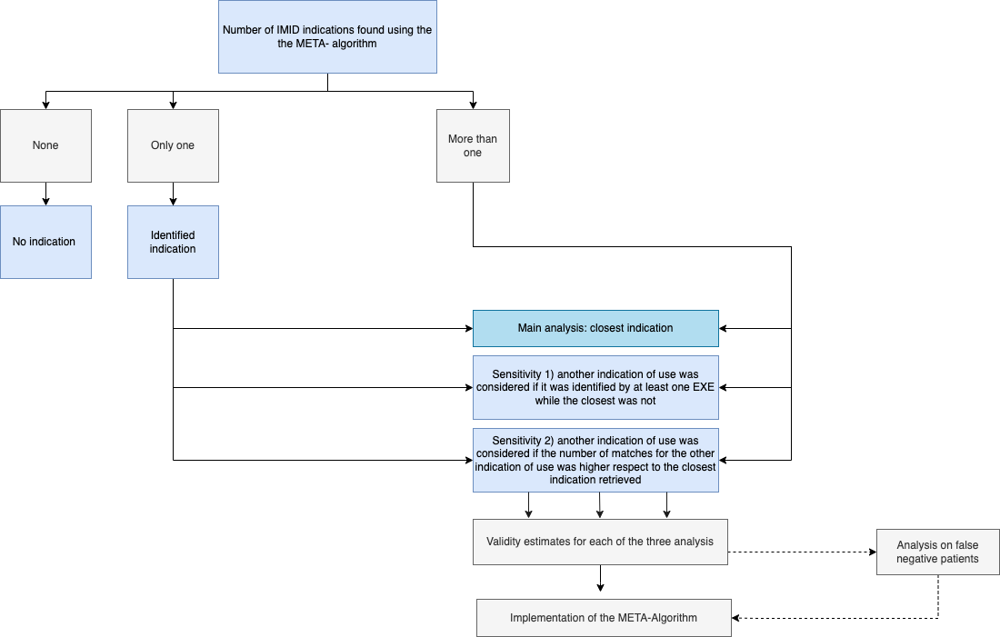 Number of IMID indications found using the
the META- algorithm
None
Only one
More than
one
No indication
Identified
indication
Main analysis: closest indication
Sensitivity 1) another indication of use was
considered if it was identified by at least one EXE
while the closest was not
Sensitivity 2) another indication of use was
considered if the number of matches for the other
indication of use was higher respect to the closest
indication retrieved
Validity estimates for each of the three analysis
Analysis on false
negative patients
Implementation of the META-Algorithm